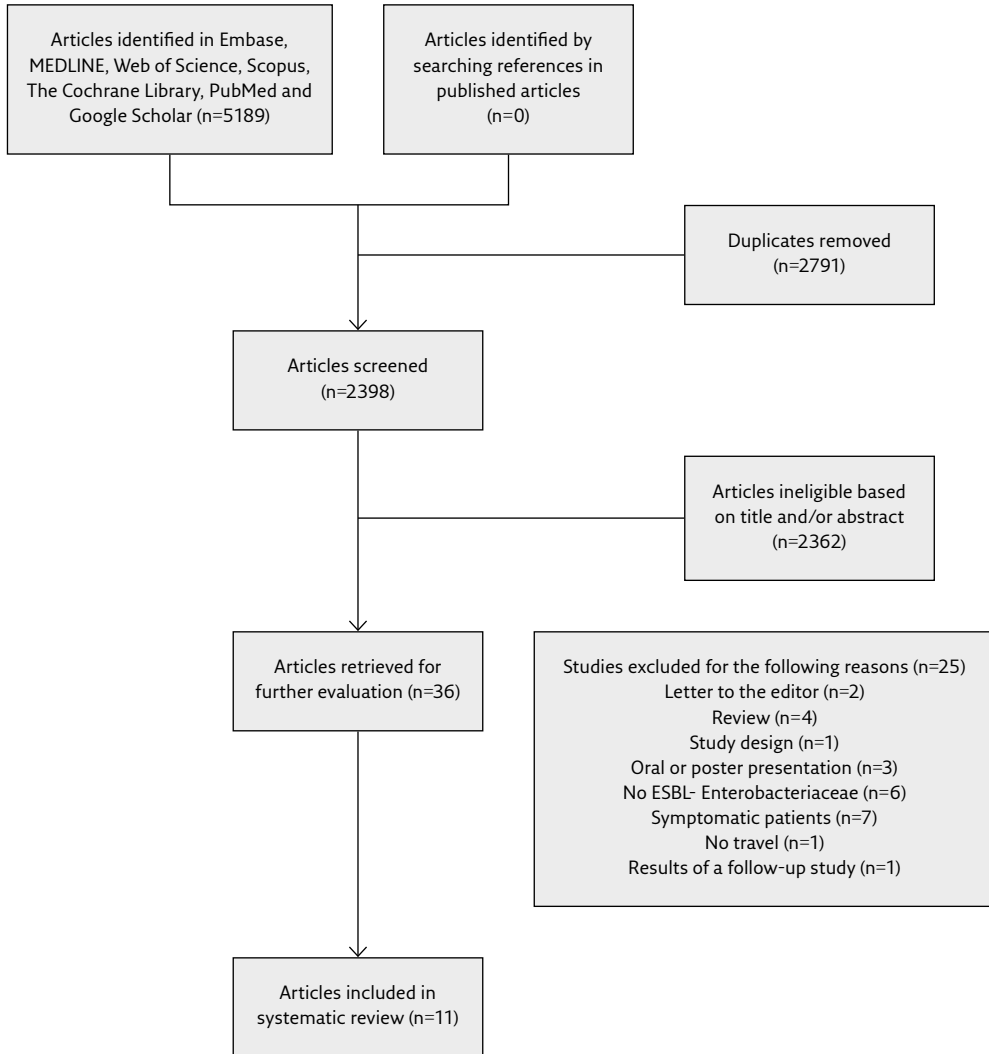 Articles identified in Embase,
MEDLINE, Web of Science, Scopus,
The Cochrane Library, PubMed and
Google Scholar (n=5189)
Articles identified by
searching references in
published articles
(n=0)
Duplicates removed
(n=2791)
Articles screened
(n=2398)
Articles ineligible based
on title and/or abstract
(n=2362)
Articles retrieved for
further evaluation (n=36)
Studies excluded for the following reasons (n=25)
Letter to the editor (n=2)
Review (n=4)
Study design (n=1)
Oral or poster presentation (n=3)
No ESBL- Enterobacteriaceae (n=6)
Symptomatic patients (n=7)
No travel (n=1)
Results of a follow-up study (n=1)
Articles included in
systematic review (n=11)